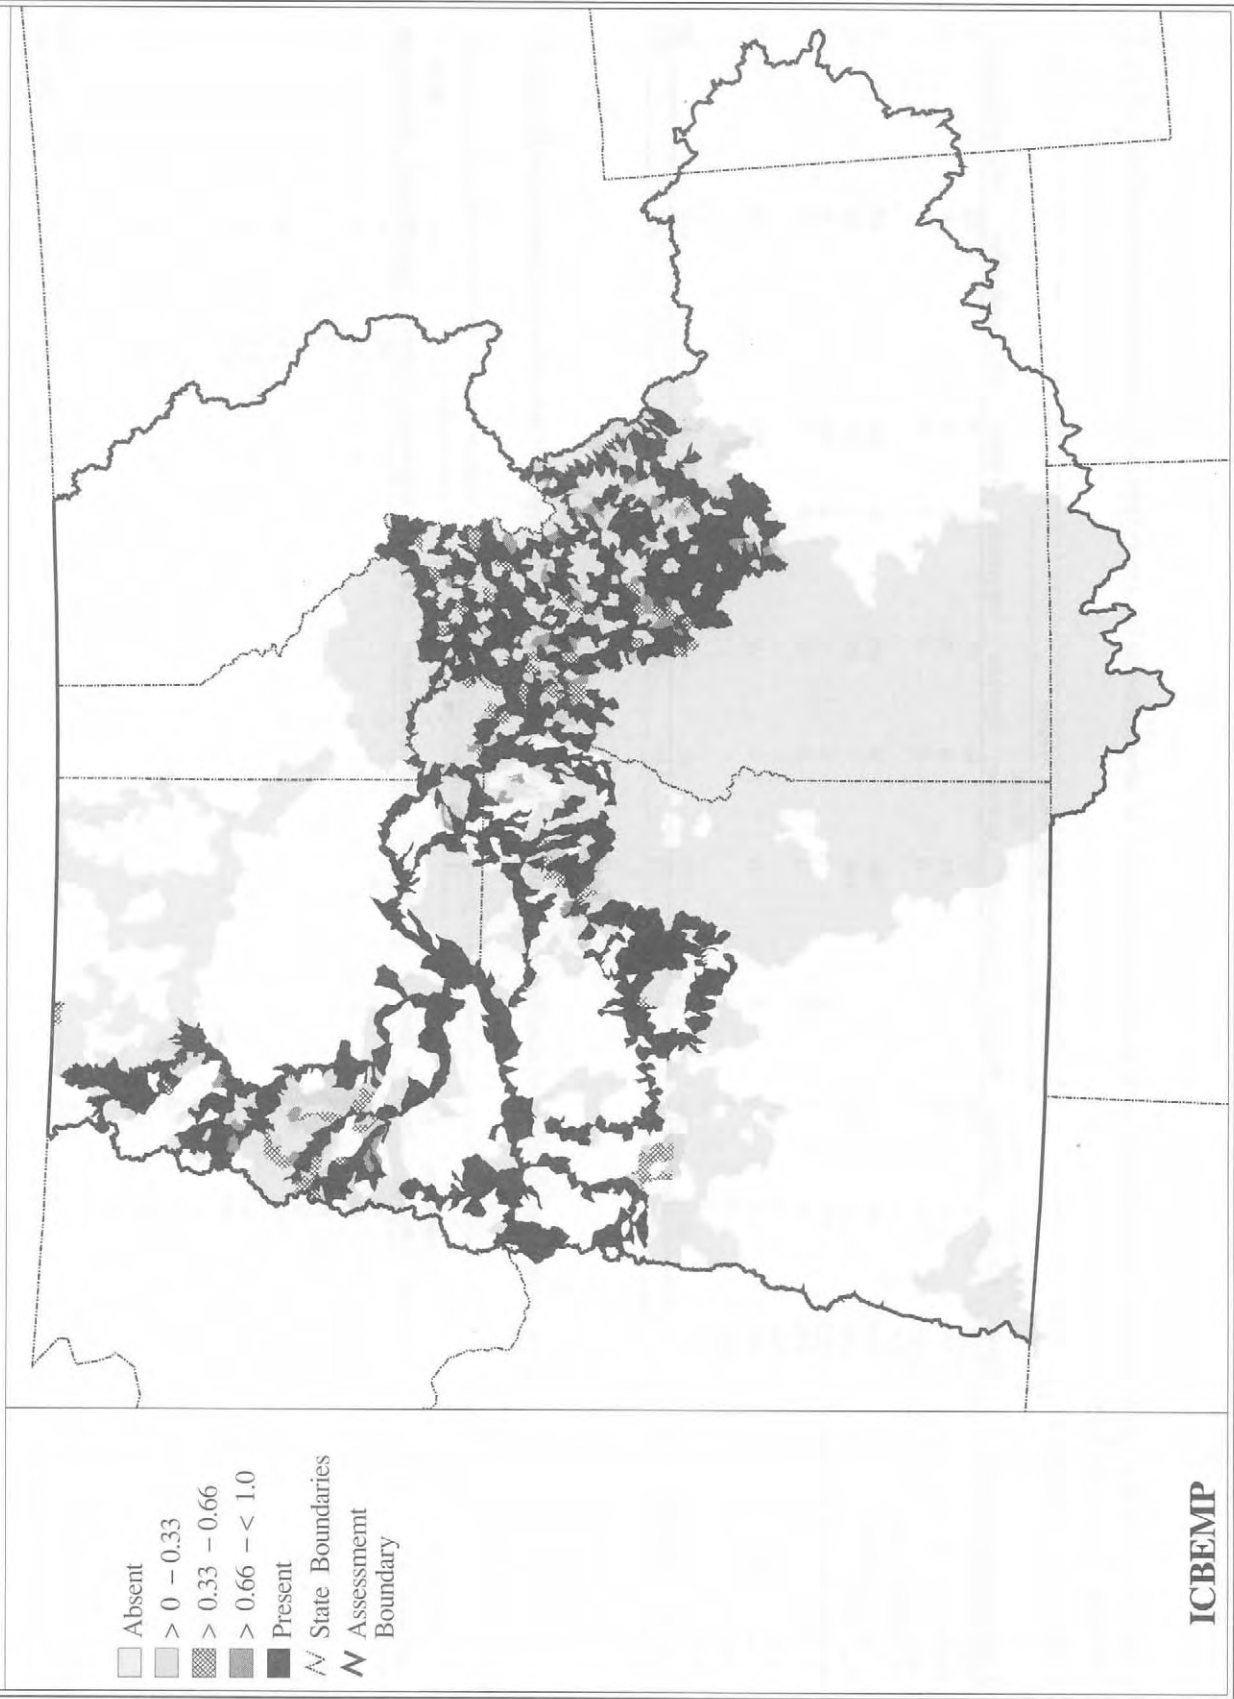 Absent
> 0 – 0.33
> 0.33 – 0.66
> 0.66 – < 1.0
Present
State Boundaries
Assessmemt
Boundary
ICBEMP